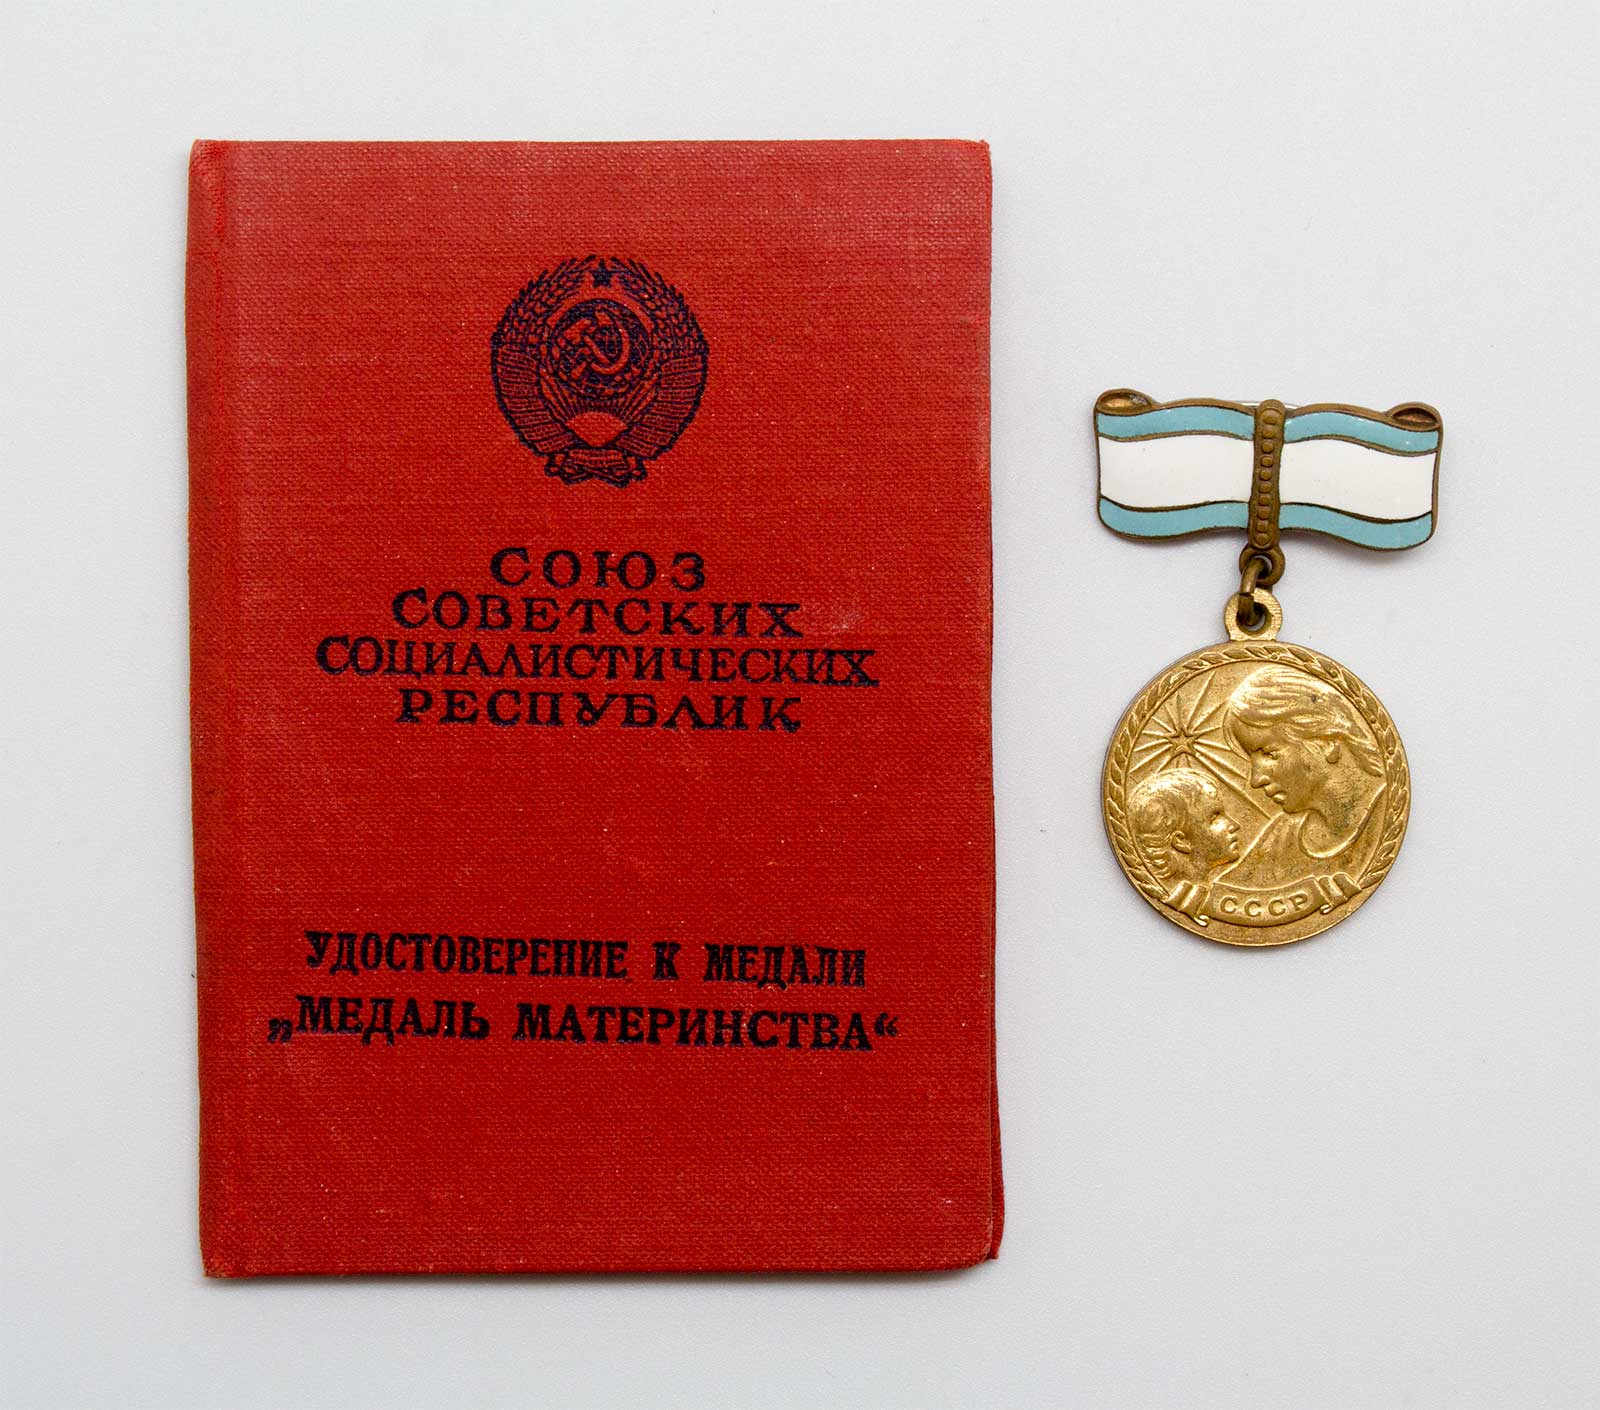 СОЮЗ
СОВЕТСКИХ
СОЦИАЛИСТИЧЕСКИХ
РЕСПУБЛИК
УДОСТОВЕРЕНИЕ К МЕДАЛИ
„МЕДАЛЬ МАТЕРИНСТВА“
СССР